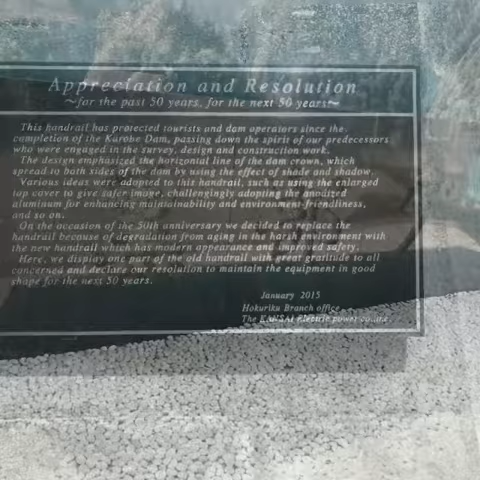 Appreciation and Resolution
～for the past 50 years, for the next 50 years～
This handrail has protected tourists and dam operators since the
completion of the Kurobe Dam, passing down the spirit of our predecessors
who were engaged in the survey, design and construction work.
The design emphasized the horizontal line of the dam crown, which
spread to both sides of the dam by using the effect of shade and shadow.
Various ideas were adopted to this handrail, such as using the enlarged
top cover to give safer image, challengingly adopting the anodized
aluminum for enhancing maintainability and environment-friendliness,
and so on.
On the occasion of the 50th anniversary we decided to replace the
handrail because of degradation from aging in the harsh environment with
the new handrail which has modern appearance and improved safety.
Here, we display one part of the old handrail with great gratitude to all
concerned and declare our resolution to maintain the equipment in good
shape for the next 50 years.
January 2015
Hokuriku Branch office
The KANSAI Electric power co.,inc.